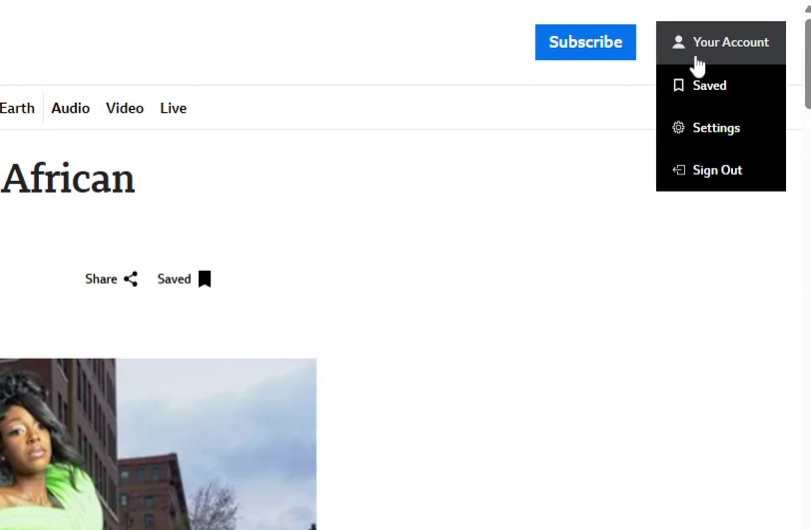 Subscribe
Your Account
Saved
Settings
Sign Out
Earth Audio Video Live
African
Share Saved